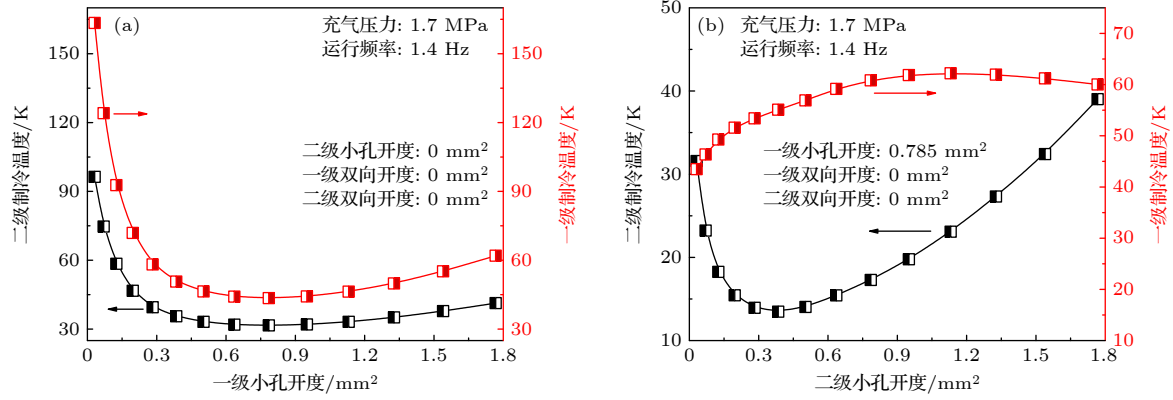 (a)
充气压力: 1.7 MPa
运行频率: 1.4 Hz
二级小孔开度: 0 mm²
一级双向开度: 0 mm²
二级双向开度: 0 mm²
二级制冷温度/K
150
120
90
60
30
一级制冷温度/K
150
120
90
60
30
0 0.3 0.6 0.9 1.2 1.5 1.8
一级小孔开度/mm²
(b)
充气压力: 1.7 MPa
运行频率: 1.4 Hz
一级小孔开度: 0.785 mm²
一级双向开度: 0 mm²
二级双向开度: 0 mm²
二级制冷温度/K
50
40
30
20
10
一级制冷温度/K
70
60
50
40
30
20
10
0 0.3 0.6 0.9 1.2 1.5 1.8
二级小孔开度/mm²